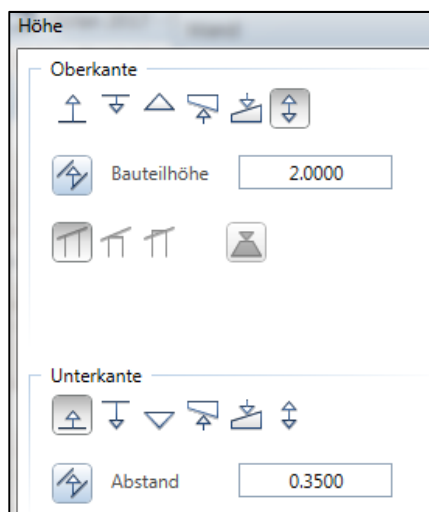 Höhe
Oberkante
Bauteilhöhe 2.0000
Unterkante
Abstand 0.3500